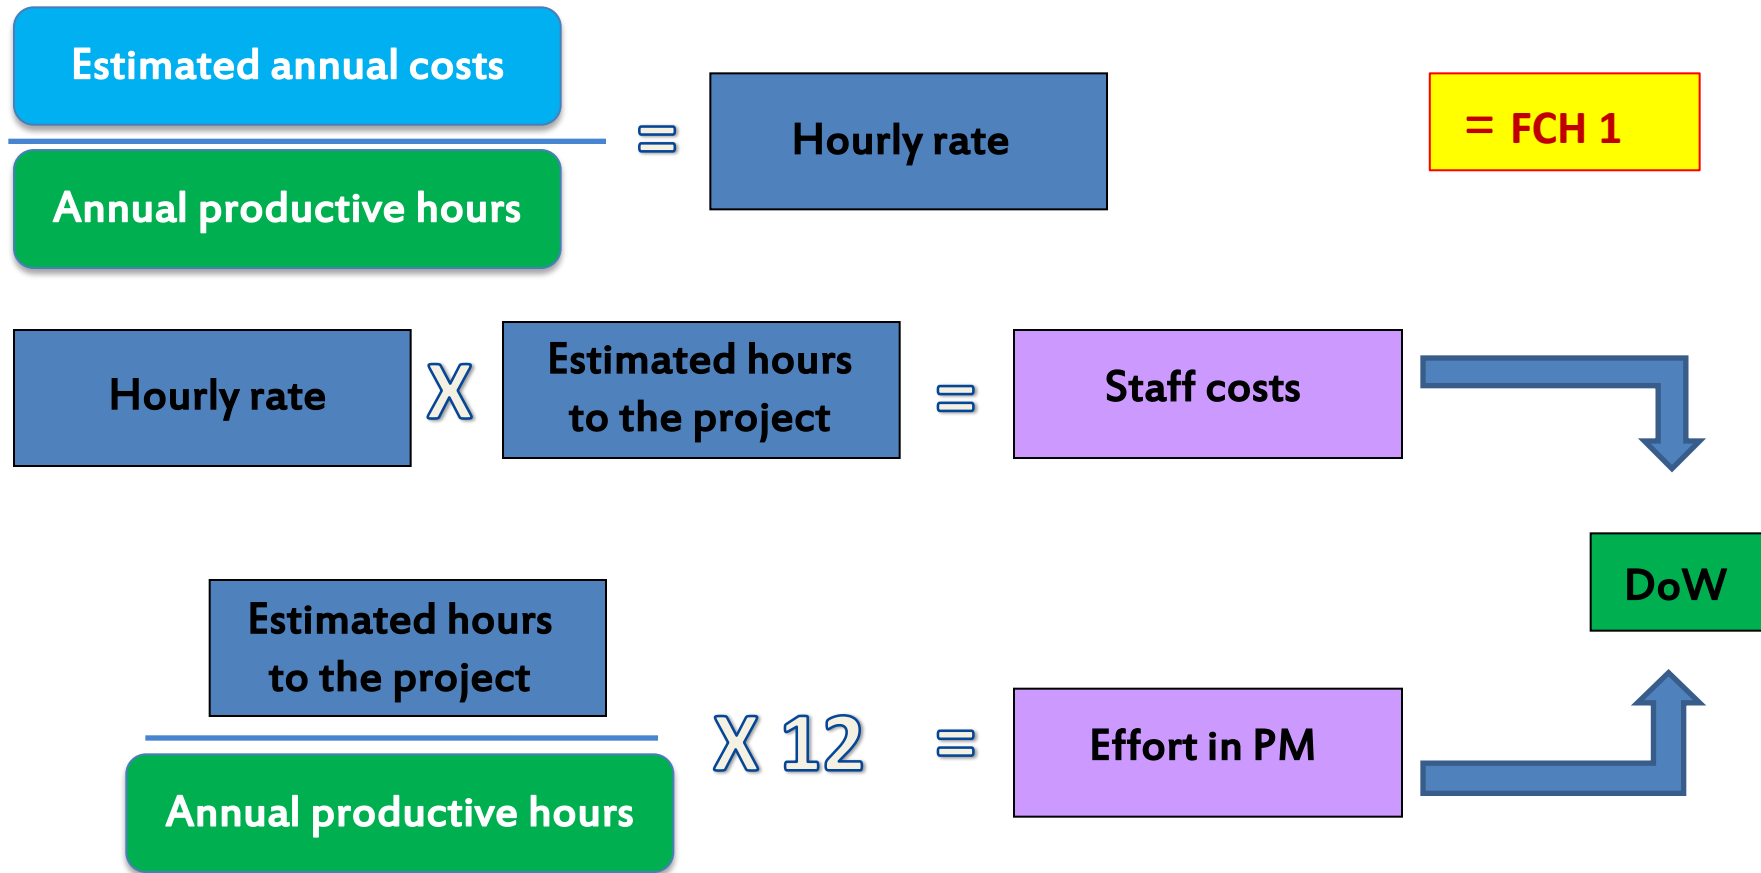 Estimated annual costs
Annual productive hours
=
Hourly rate
= FCH 1
Hourly rate
X
Estimated hours
to the project
=
Staff costs
DoW
Estimated hours
to the project
Annual productive hours
X 12
=
Effort in PM